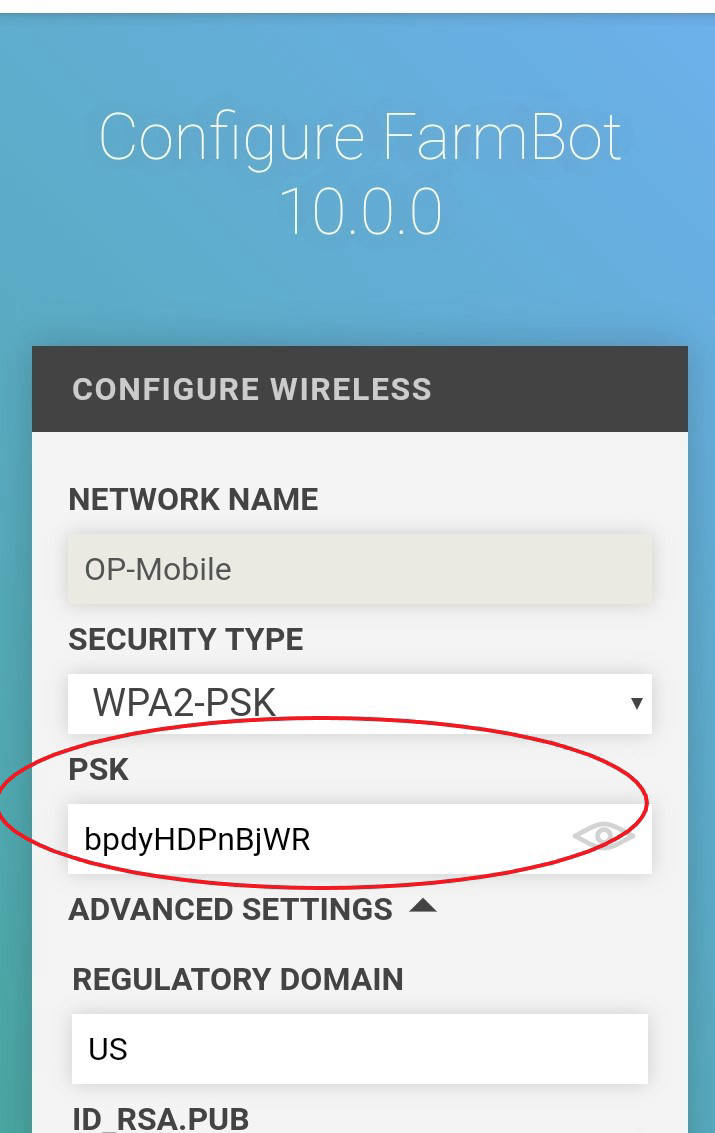 Configure FarmBot
10.0.0
CONFIGURE WIRELESS
NETWORK NAME
OP-Mobile
SECURITY TYPE
WPA2-PSK
PSK
bpdyHDPnBjWR
ADVANCED SETTINGS
REGULATORY DOMAIN
US
ID_RSA.PUB